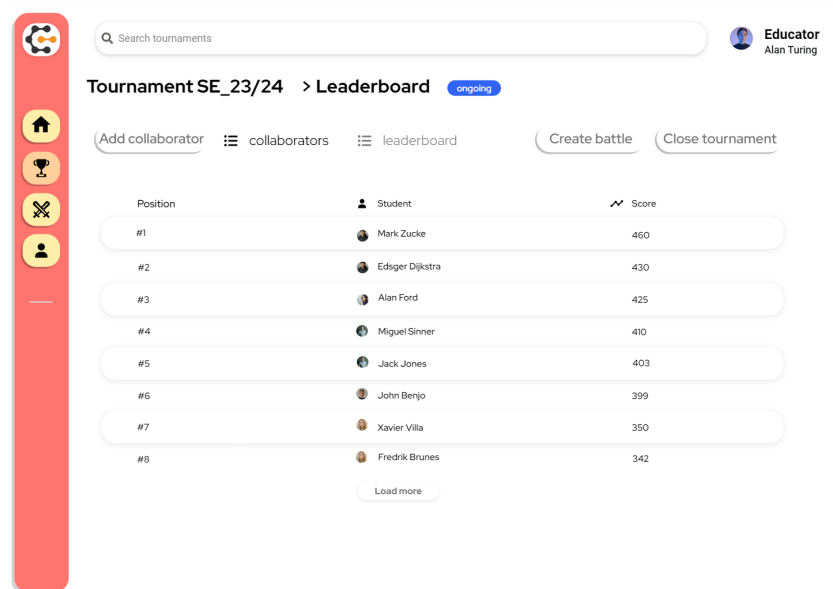 Search tournaments
Educator
Alan Turing
Tournament SE_23/24 > Leaderboard ongoing
Add collaborator collaborators leaderboard Create battle Close tournament
Position Student Score
#1 Mark Zucke 460
#2 Edsger Dijkstra 430
#3 Alan Ford 425
#4 Miguel Sinner 410
#5 Jack Jones 403
#6 John Benjo 399
#7 Xavier Villa 350
#8 Fredrik Brunes 342
Load more